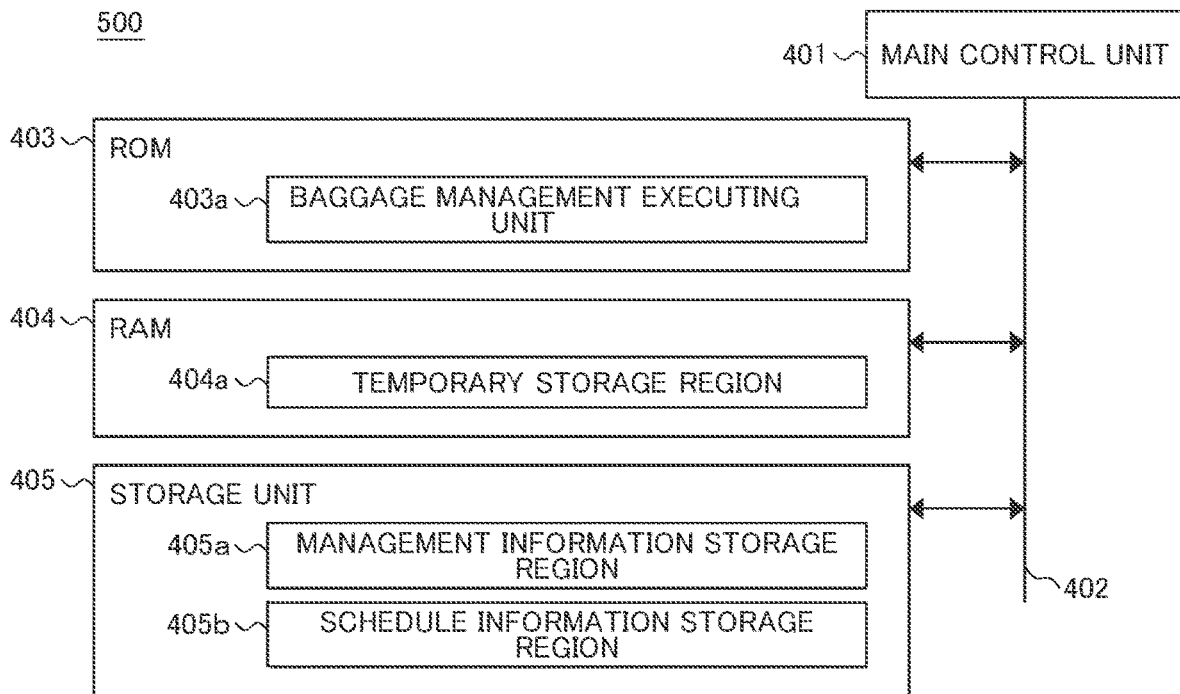 500
401
MAIN CONTROL UNIT
403
ROM
403a
BAGGAGE MANAGEMENT EXECUTING
UNIT
404
RAM
404a
TEMPORARY STORAGE REGION
405
STORAGE UNIT
405a
MANAGEMENT INFORMATION STORAGE
REGION
402
405b
SCHEDULE INFORMATION STORAGE
REGION